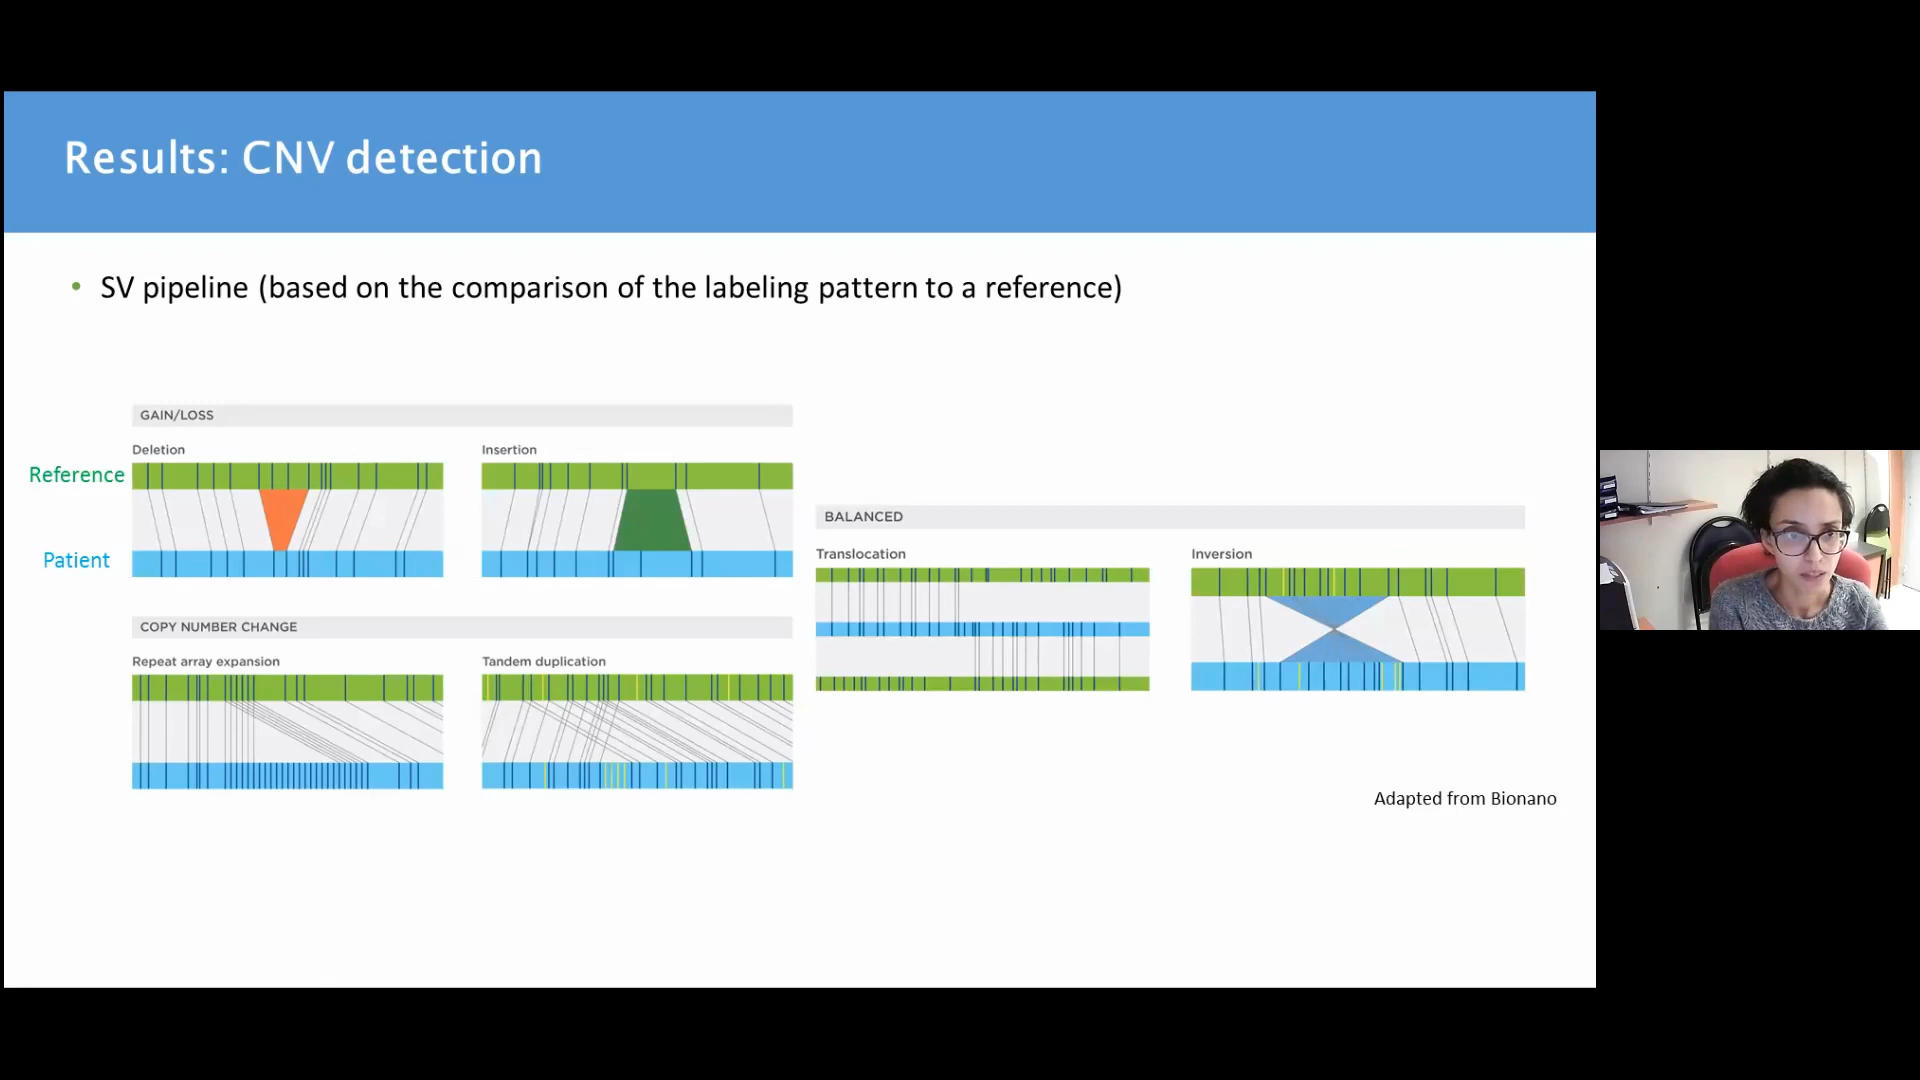 Results: CNV detection
• SV pipeline (based on the comparison of the labeling pattern to a reference)
GAIN/LOSS
Deletion
Insertion
Reference
Patient
COPY NUMBER CHANGE
Repeat array expansion
Tandem duplication
BALANCED
Translocation
Inversion
Adapted from Bionano